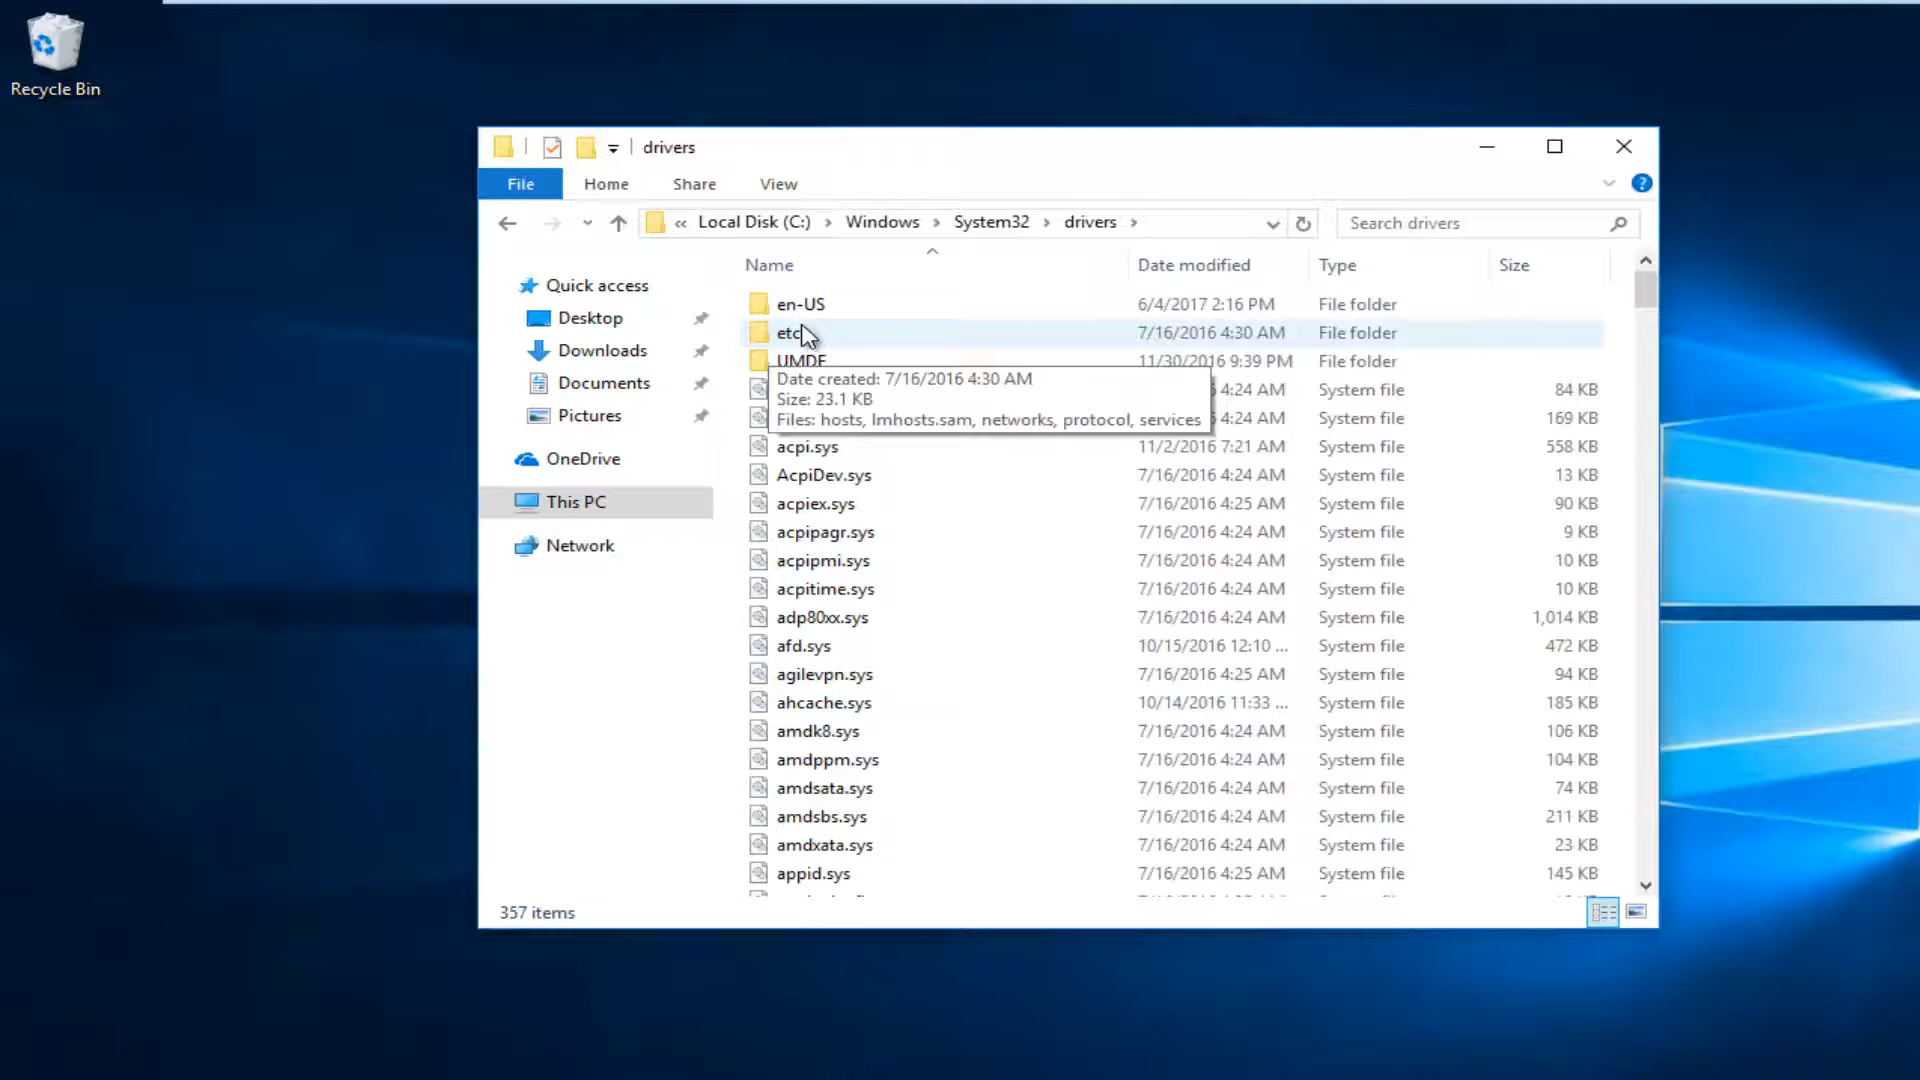 Recycle Bin
drivers
File Home Share View
« Local Disk (C:) › Windows › System32 › drivers ›
Search drivers
Quick access
Desktop
Downloads
Documents
Pictures
OneDrive
This PC
Network
Name Date modified Type Size
en-US 6/4/2017 2:16 PM File folder
etc 7/16/2016 4:30 AM File folder
UMDF 11/30/2016 9:39 PM File folder
Date created: 7/16/2016 4:30 AM
Size: 23.1 KB
Files: hosts, lmhosts.sam, networks, protocol, services
4:24 AM System file 84 KB
4:24 AM System file 169 KB
acpi.sys 11/2/2016 7:21 AM System file 558 KB
AcpiDev.sys 7/16/2016 4:24 AM System file 13 KB
acpiex.sys 7/16/2016 4:25 AM System file 90 KB
acpipagr.sys 7/16/2016 4:24 AM System file 9 KB
acpipmi.sys 7/16/2016 4:24 AM System file 10 KB
acpitime.sys 7/16/2016 4:24 AM System file 10 KB
adp80xx.sys 7/16/2016 4:24 AM System file 1,014 KB
afd.sys 10/15/2016 12:10 ... System file 472 KB
agilevpn.sys 7/16/2016 4:25 AM System file 94 KB
ahcache.sys 10/14/2016 11:33 ... System file 185 KB
amdk8.sys 7/16/2016 4:24 AM System file 106 KB
amdppm.sys 7/16/2016 4:24 AM System file 104 KB
amdsata.sys 7/16/2016 4:24 AM System file 74 KB
amdsbs.sys 7/16/2016 4:24 AM System file 211 KB
amdxata.sys 7/16/2016 4:24 AM System file 23 KB
appid.sys 7/16/2016 4:25 AM System file 145 KB
357 items